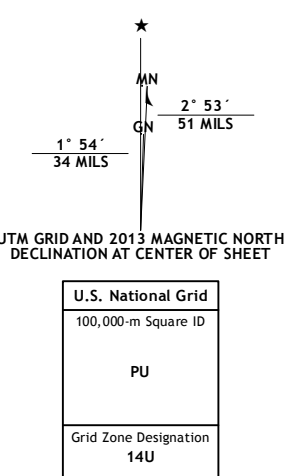 ★
MN
GN
2° 53´
51 MILS
1° 54´
34 MILS
UTM GRID AND 2013 MAGNETIC NORTH
DECLINATION AT CENTER OF SHEET
U.S. National Grid
100,000-m Square ID
PU
Grid Zone Designation
14U